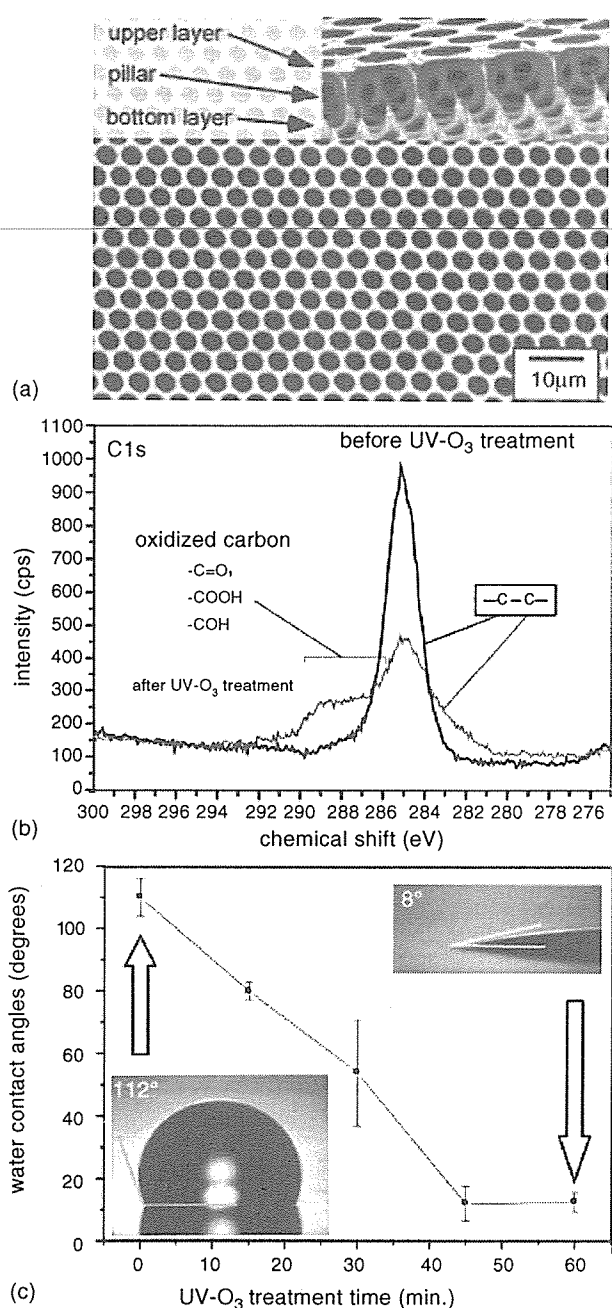 upper layer
pillar
bottom layer
10μm
(a)
C1s
before UV-O₃ treatment
oxidized carbon
-C=O,
-COOH
-COH
after UV-O₃ treatment
-C-C-
1100
1000
900
800
700
600
500
400
300
200
100
0
intensity (cps)
300 298 296 294 292 290 288 286 284 282 280 278 276
chemical shift (eV)
(b)
120
100
80
60
40
20
0
water contact angles (degrees)
8°
112°
0 10 20 30 40 50 60
UV-O₃ treatment time (min.)
(c)